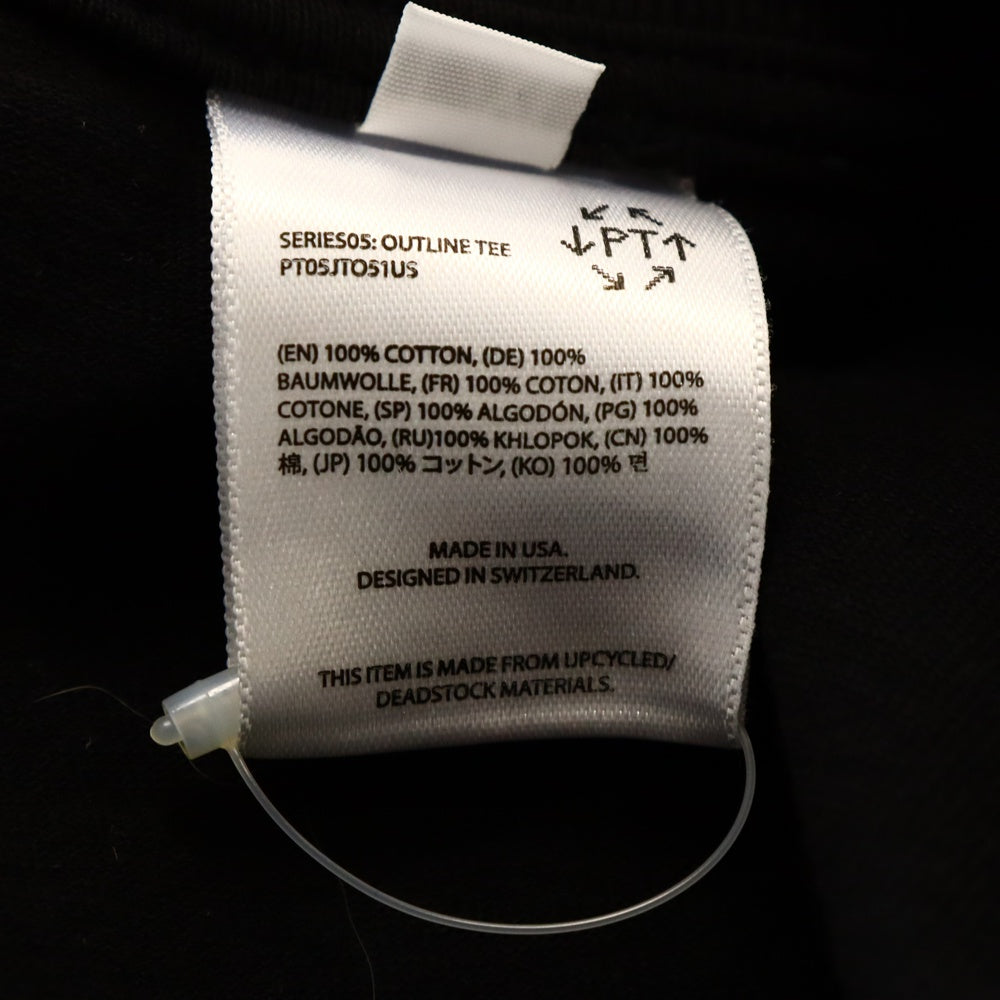 SERIES05: OUTLINE TEE
PT05JTO51US
PT
(EN) 100% COTTON, (DE) 100%
BAUMWOLLE, (FR) 100% COTON, (IT) 100%
COTONE, (SP) 100% ALGODÓN, (PG) 100%
ALGODÃO, (RU)100% KHLOPOK, (CN) 100%
棉, (JP) 100% コットン, (KO) 100% 면
MADE IN USA.
DESIGNED IN SWITZERLAND.
THIS ITEM IS MADE FROM UPCYCLED/
DEADSTOCK MATERIALS.